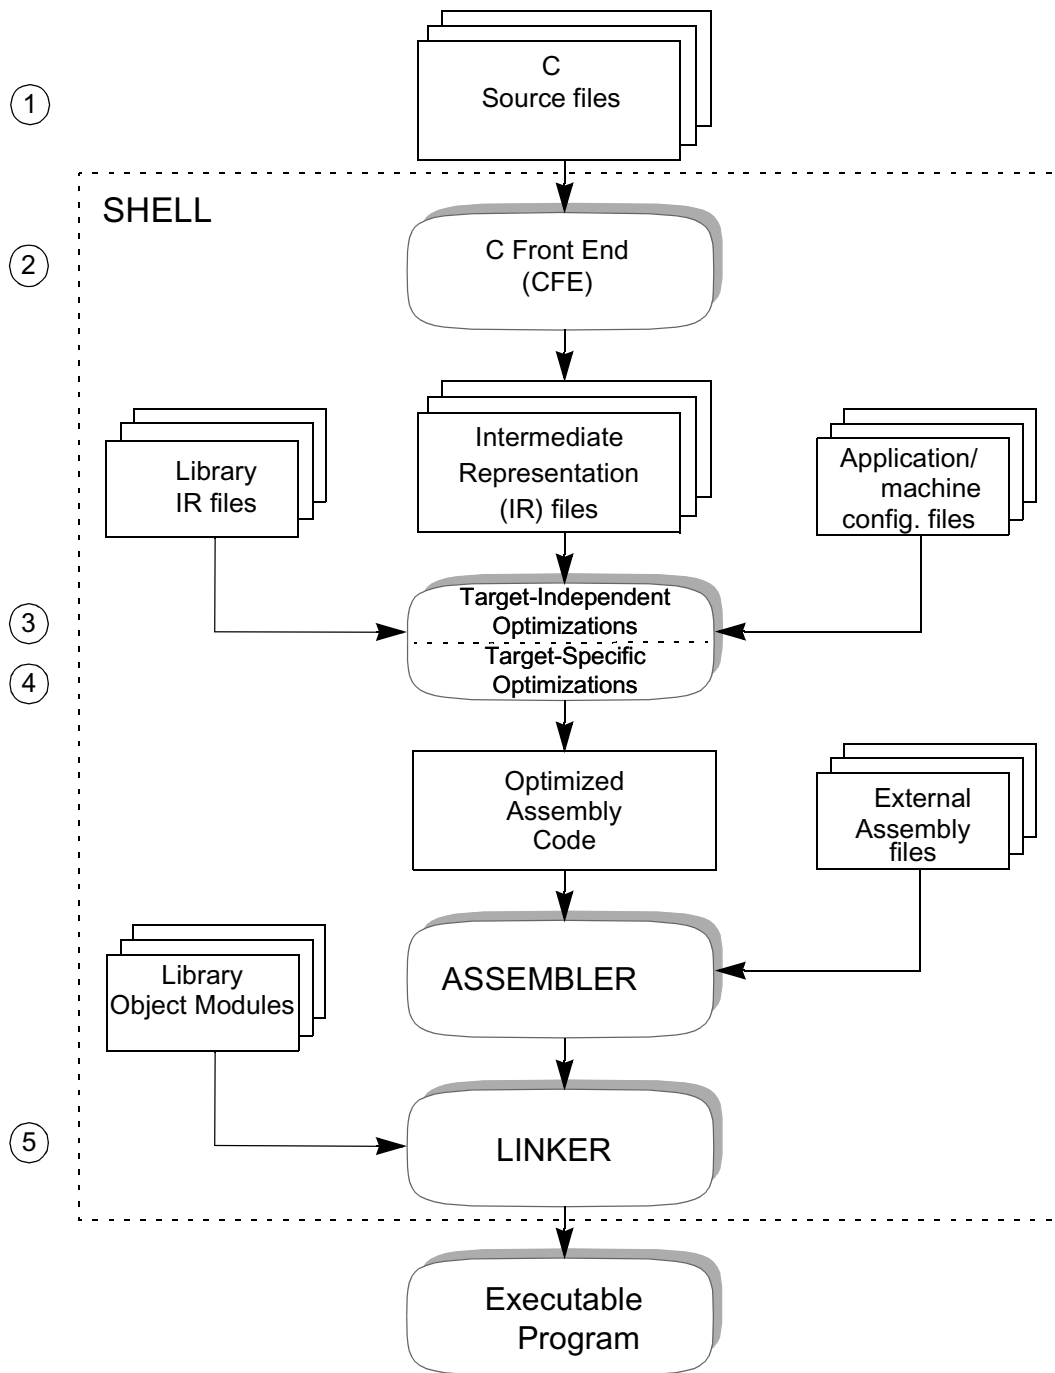 C
Source files
1
SHELL
C Front End
(CFE)
2
Intermediate
Representation
(IR) files
Library
IR files
Application/
machine
config. files
Target-Independent
Optimizations
3
Target-Specific
Optimizations
4
Optimized
Assembly
Code
External
Assembly
files
ASSEMBLER
Library
Object Modules
LINKER
5
Executable
Program